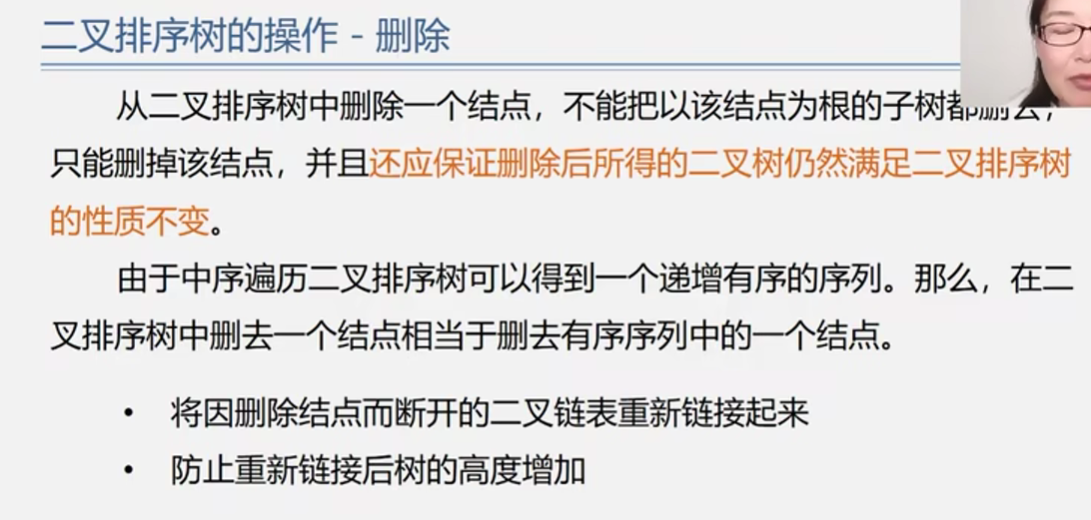 二叉排序树的操作 - 删除
从二叉排序树中删除一个结点，不能把以该结点为根的子树都删去，
只能删掉该结点，并且还应保证删除后所得的二叉树仍然满足二叉排序树
的性质不变。
由于中序遍历二叉排序树可以得到一个递增有序的序列。那么，在二
叉排序树中删去一个结点相当于删去有序序列中的一个结点。
• 将因删除结点而断开的二叉链表重新链接起来
• 防止重新链接后树的高度增加